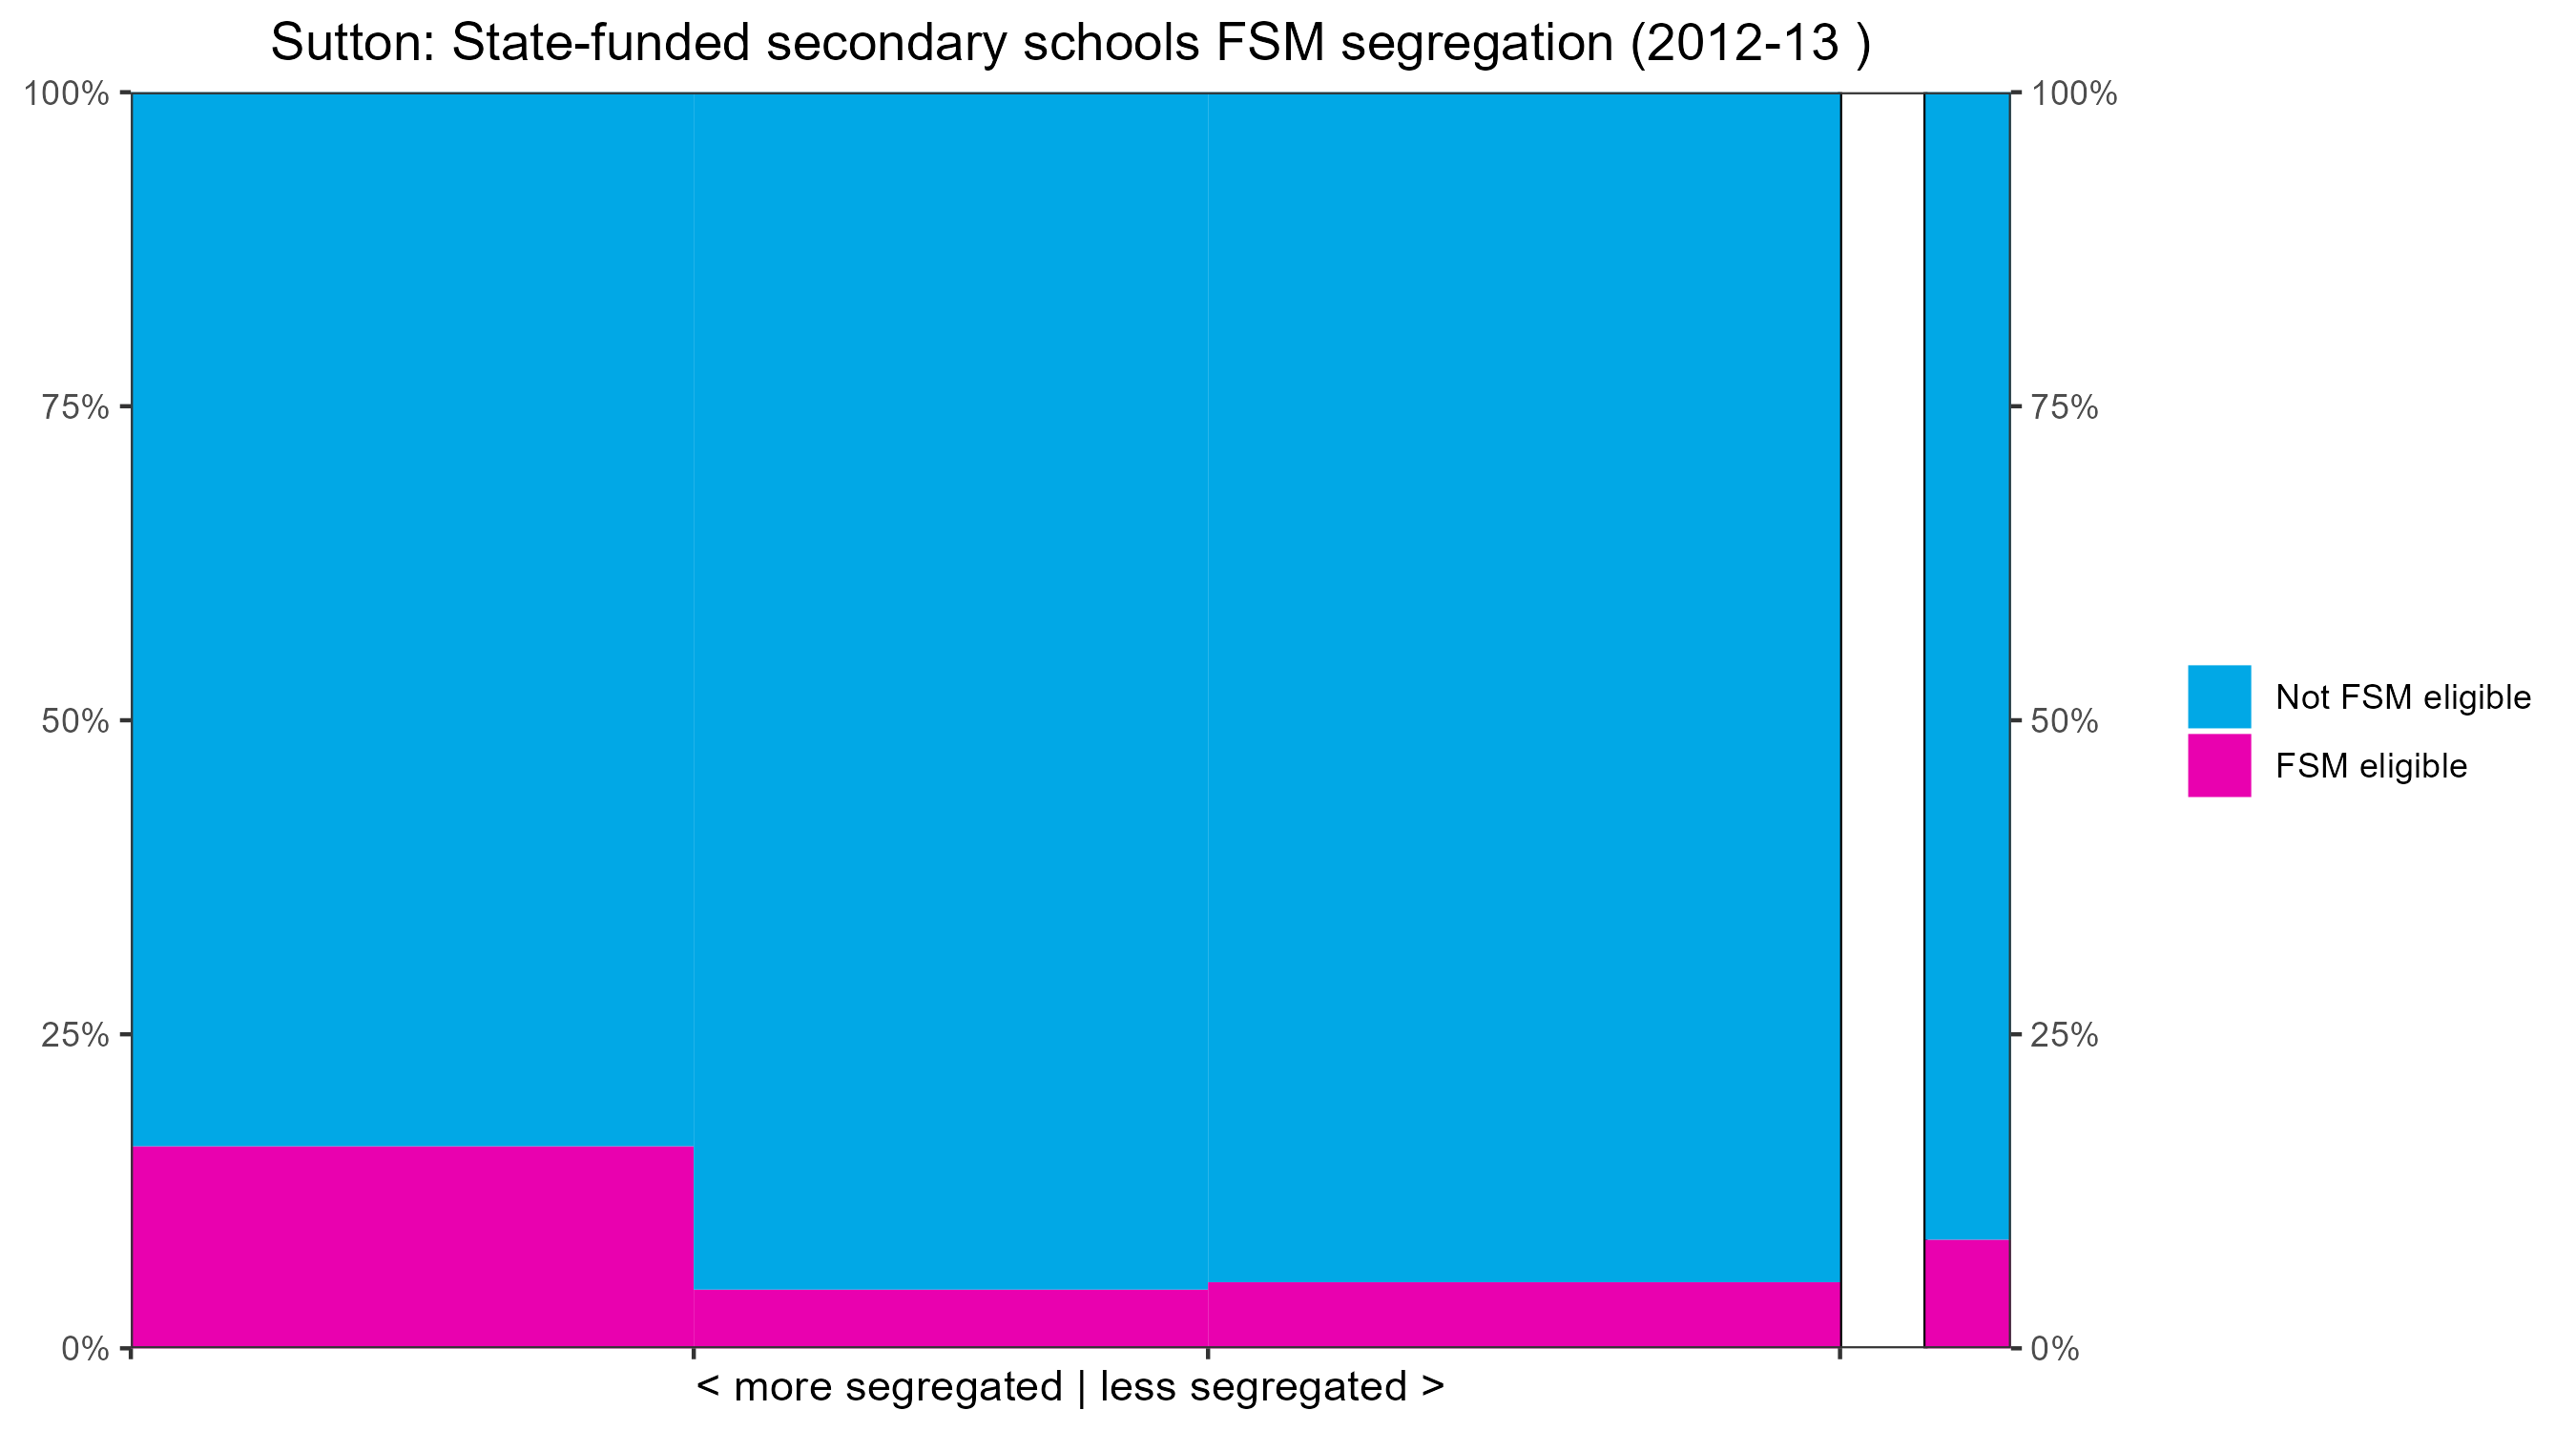 Sutton: State-funded secondary schools FSM segregation (2012-13 )
100%
75%
50%
25%
0%
100%
75%
50%
25%
0%
Not FSM eligible
FSM eligible
< more segregated | less segregated >